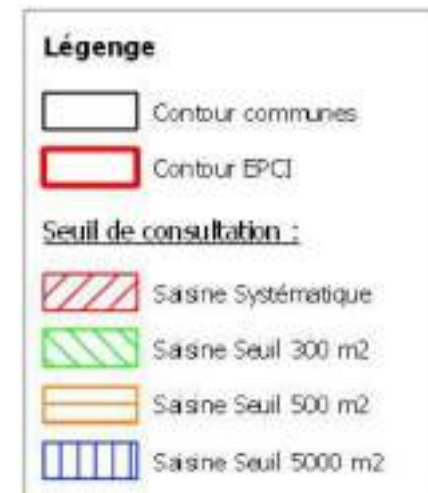 Légenge
Contour communes
Contour EPCI
Seuil de consultation :
Saisine Systématique
Saisine Seuil 300 m2
Saisine Seuil 500 m2
Saisine Seuil 5000 m2